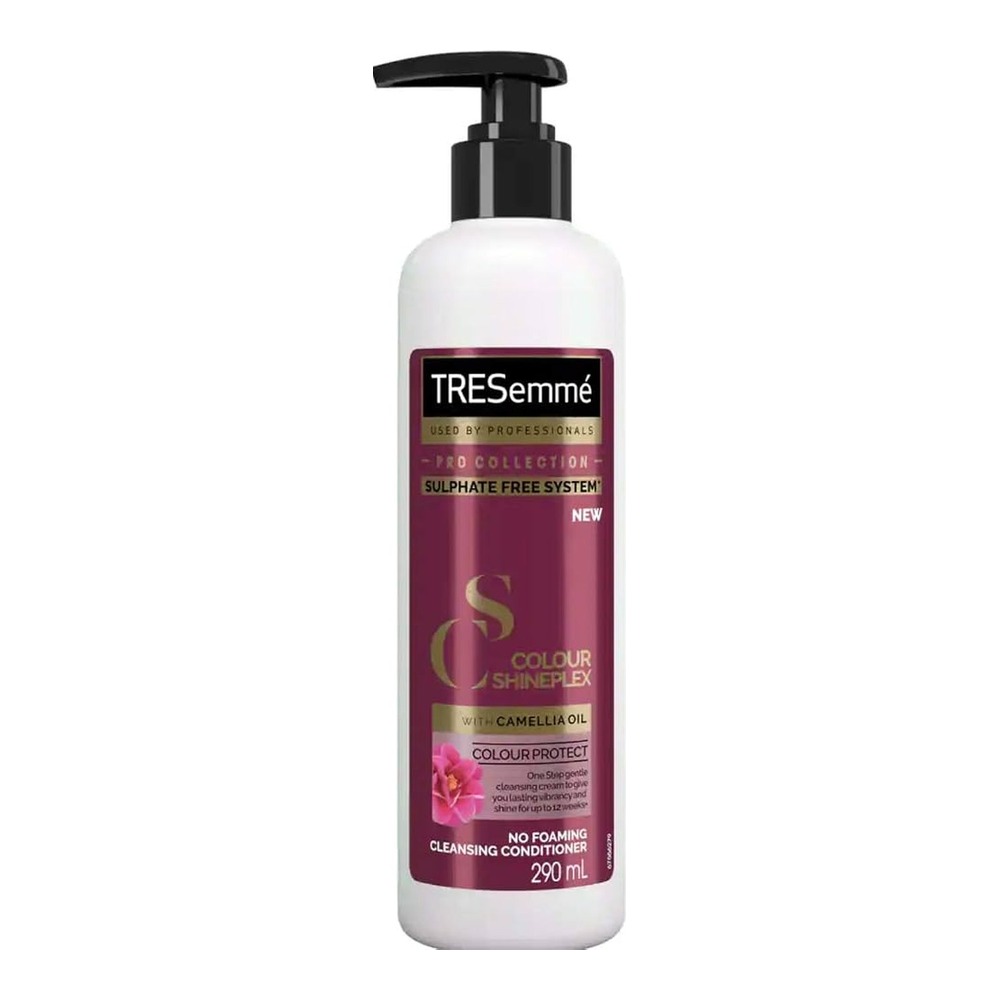 TRESemmé
USED BY PROFESSIONALS
PRO COLLECTION
SULPHATE FREE SYSTEM*
NEW
CS
COLOUR
SHINEPLEX
WITH CAMELLIA OIL
COLOUR PROTECT
One Step gentle
cleansing cream to give
you lasting vibrancy and
shine for up to 12 weeks*
NO FOAMING
CLEANSING CONDITIONER
290 mL